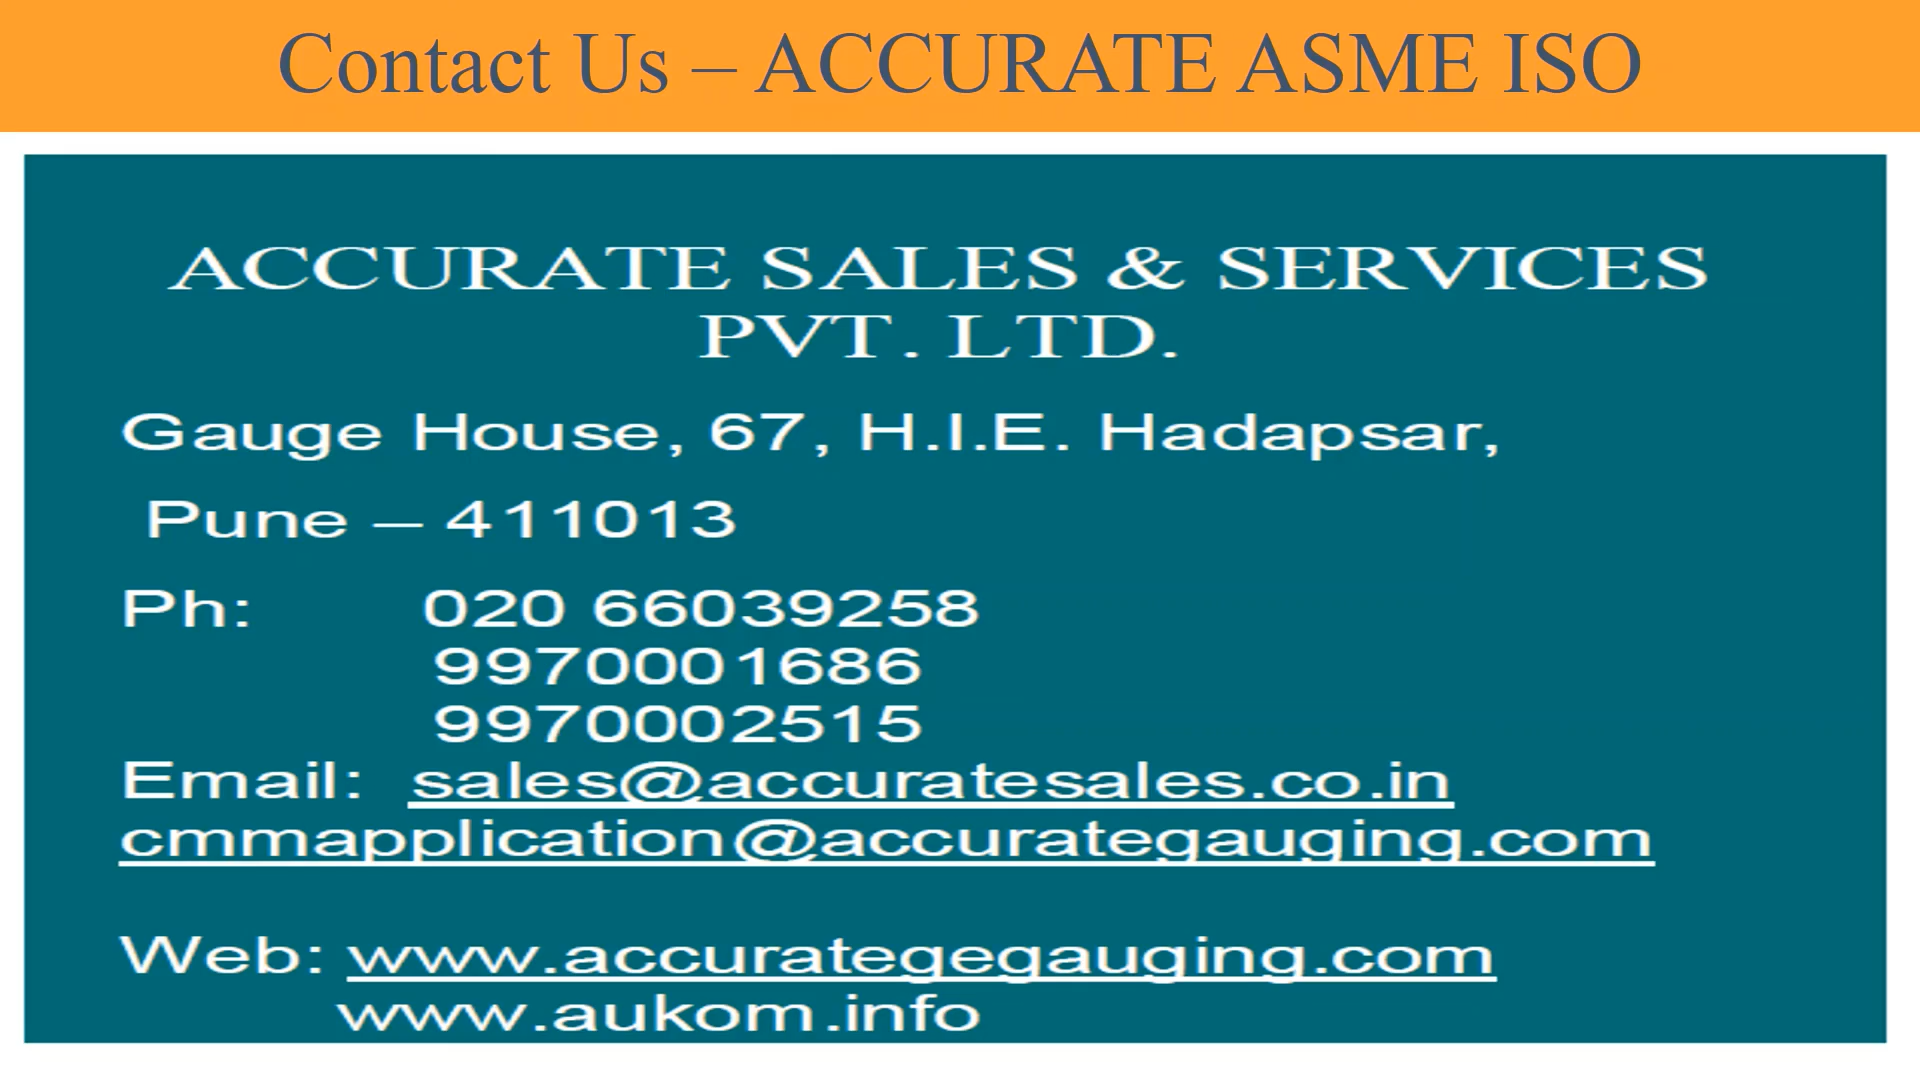 Contact Us – ACCURATE ASME ISO
ACCURATE SALES & SERVICES
PVT. LTD.
Gauge House, 67, H.I.E. Hadapsar,
Pune – 411013
Ph: 020 66039258
9970001686
9970002515
Email: sales@accuratesales.co.in
cmmapplication@accurategauging.com
Web: www.accurategegauging.com
www.aukom.info